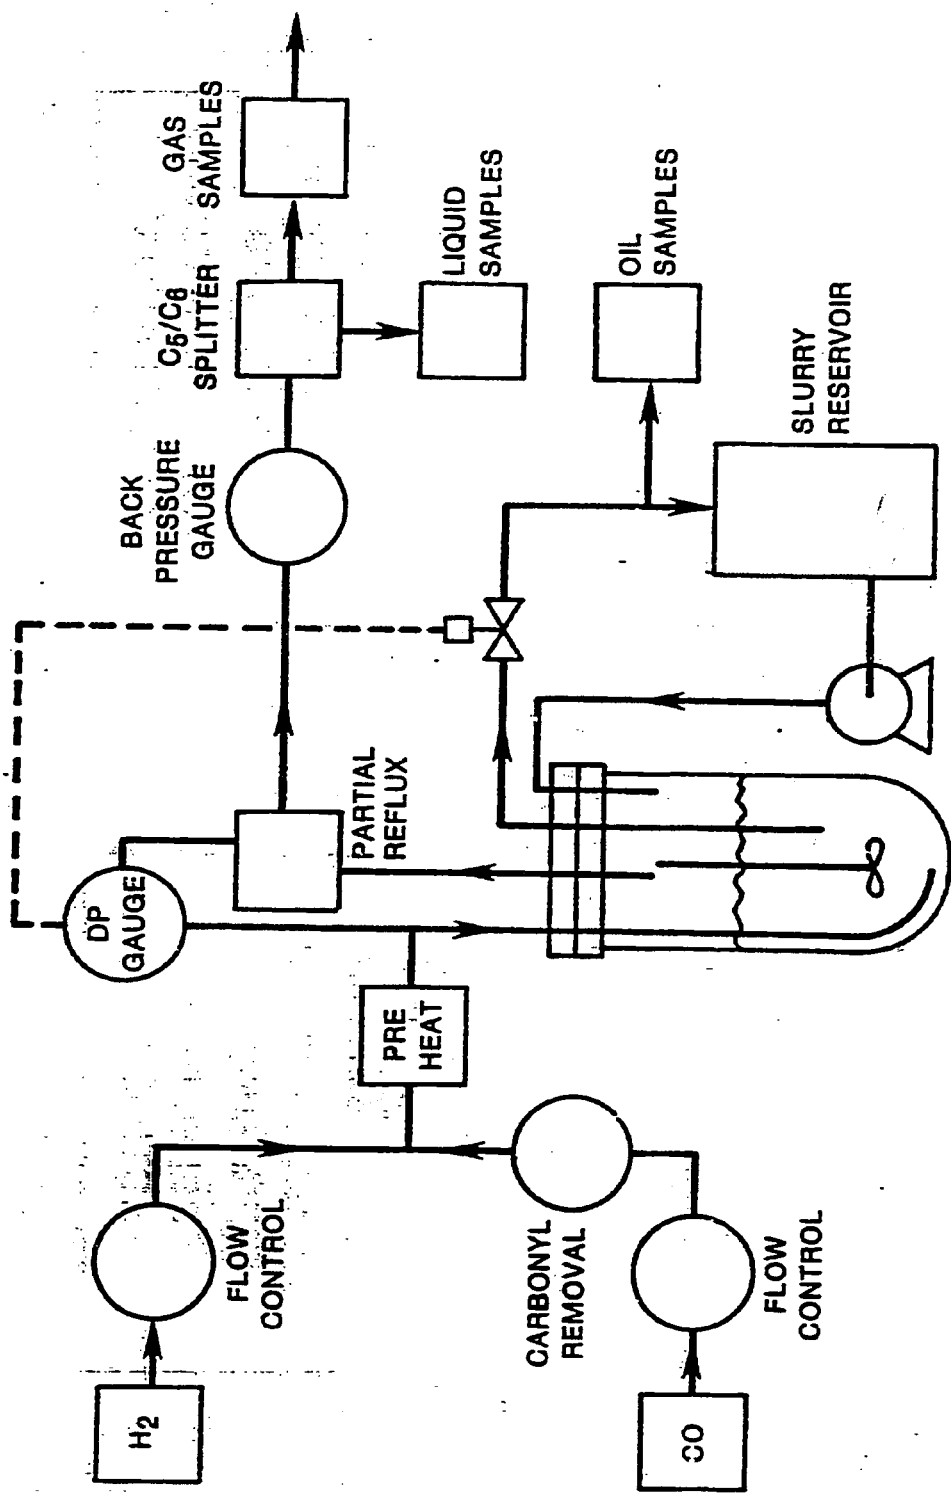 H2
FLOW
CONTROL
CO
FLOW
CONTROL
CARBONYL
REMOVAL
PRE
HEAT
DP
GAUGE
PARTIAL
REFLUX
BACK
PRESSURE
GAUGE
C5/C6
SPLITTER
GAS
SAMPLES
LIQUID
SAMPLES
OIL
SAMPLES
SLURRY
RESERVOIR